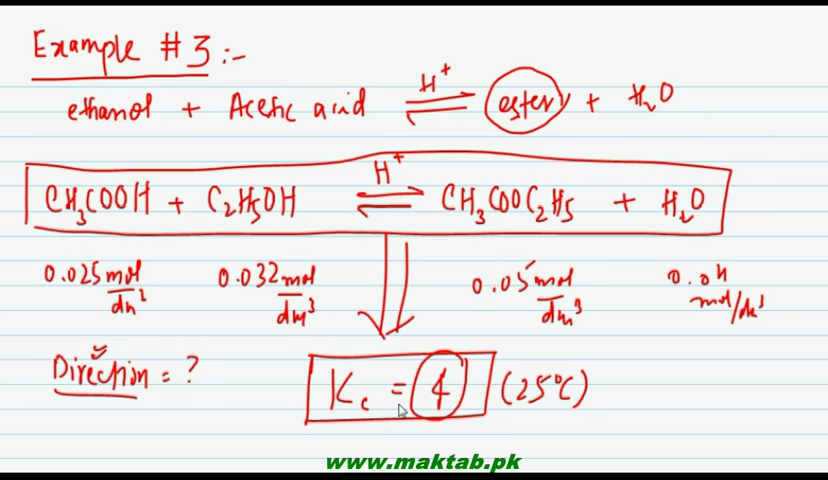 Example #3:-
ethanol + Acetic acid ⇌ H⁺ ester + H₂O
CH₃COOH + C₂H₅OH ⇌ H⁺ CH₃COOC₂H₅ + H₂O
0.025 mol/dm³ 0.032 mol/dm³ 0.05 mol/dm³ 0.04 mol/dm³
Direction = ?
Kc = 4 (25°C)
www.maktab.pk